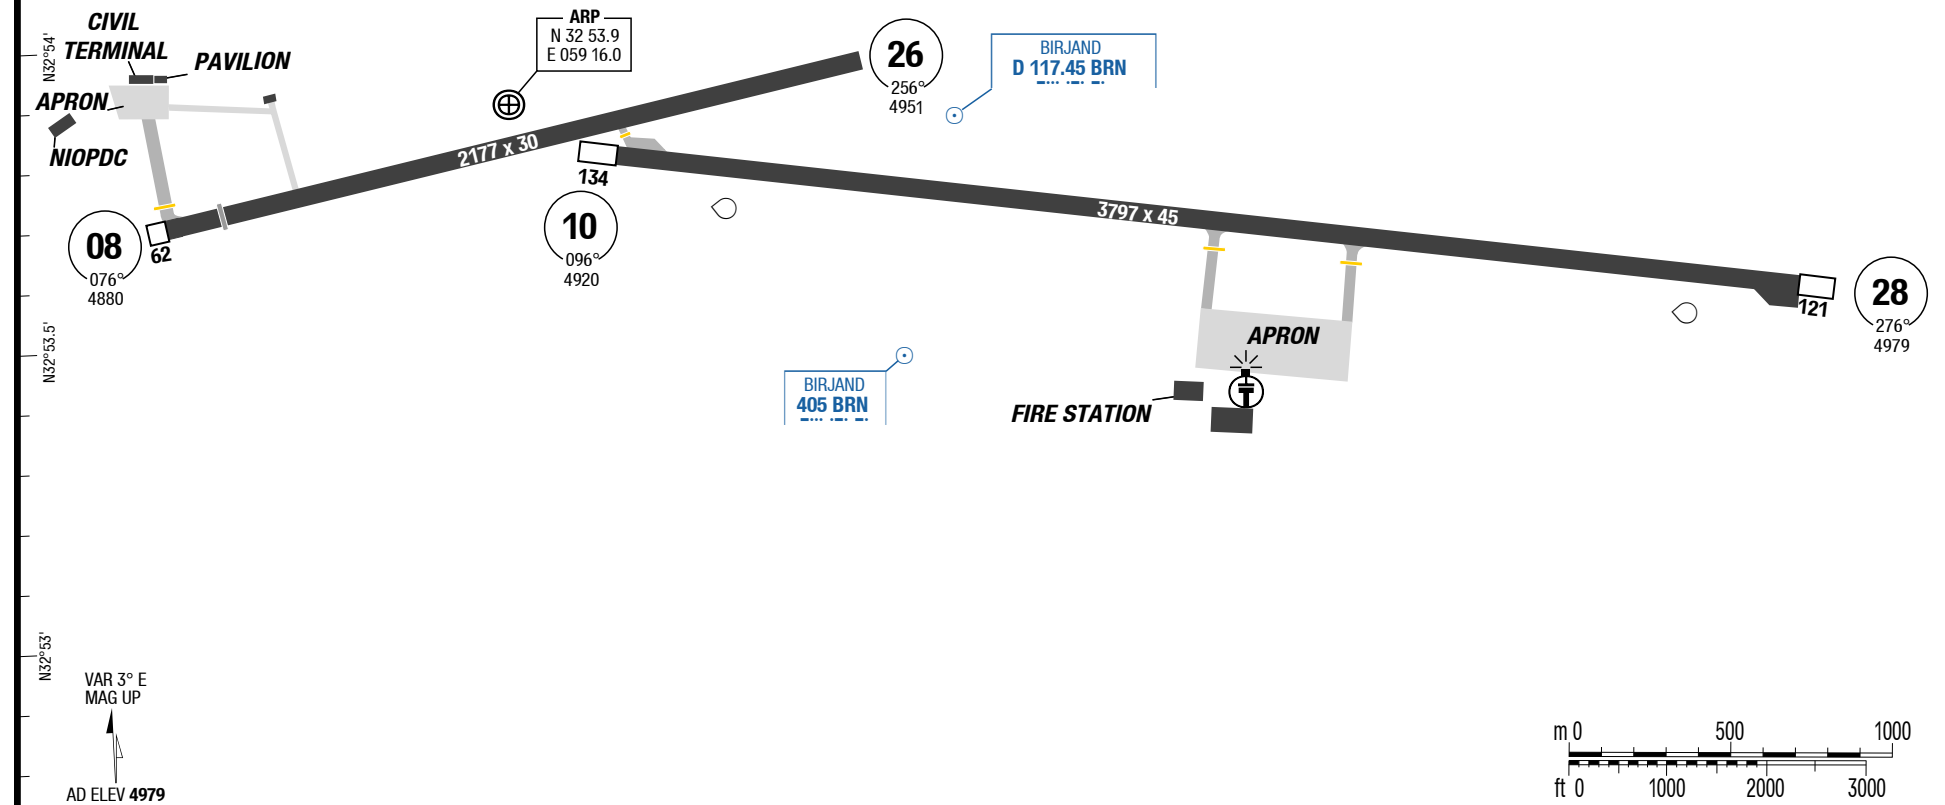 CIVIL
TERMINAL
PAVILION
APRON
NIOPDC
ARP
N 32 53.9
E 059 16.0
26
256°
4951
BIRJAND
D 117.45 BRN
N32°54'
2177 x 30
134
10
096°
4920
08
076°
4880
62
3797 x 45
28
276°
4979
121
N32°53.5'
APRON
BIRJAND
405 BRN
FIRE STATION
N32°53'
VAR 3° E
MAG UP
AD ELEV 4979
m 0 500 1000
ft 0 1000 2000 3000